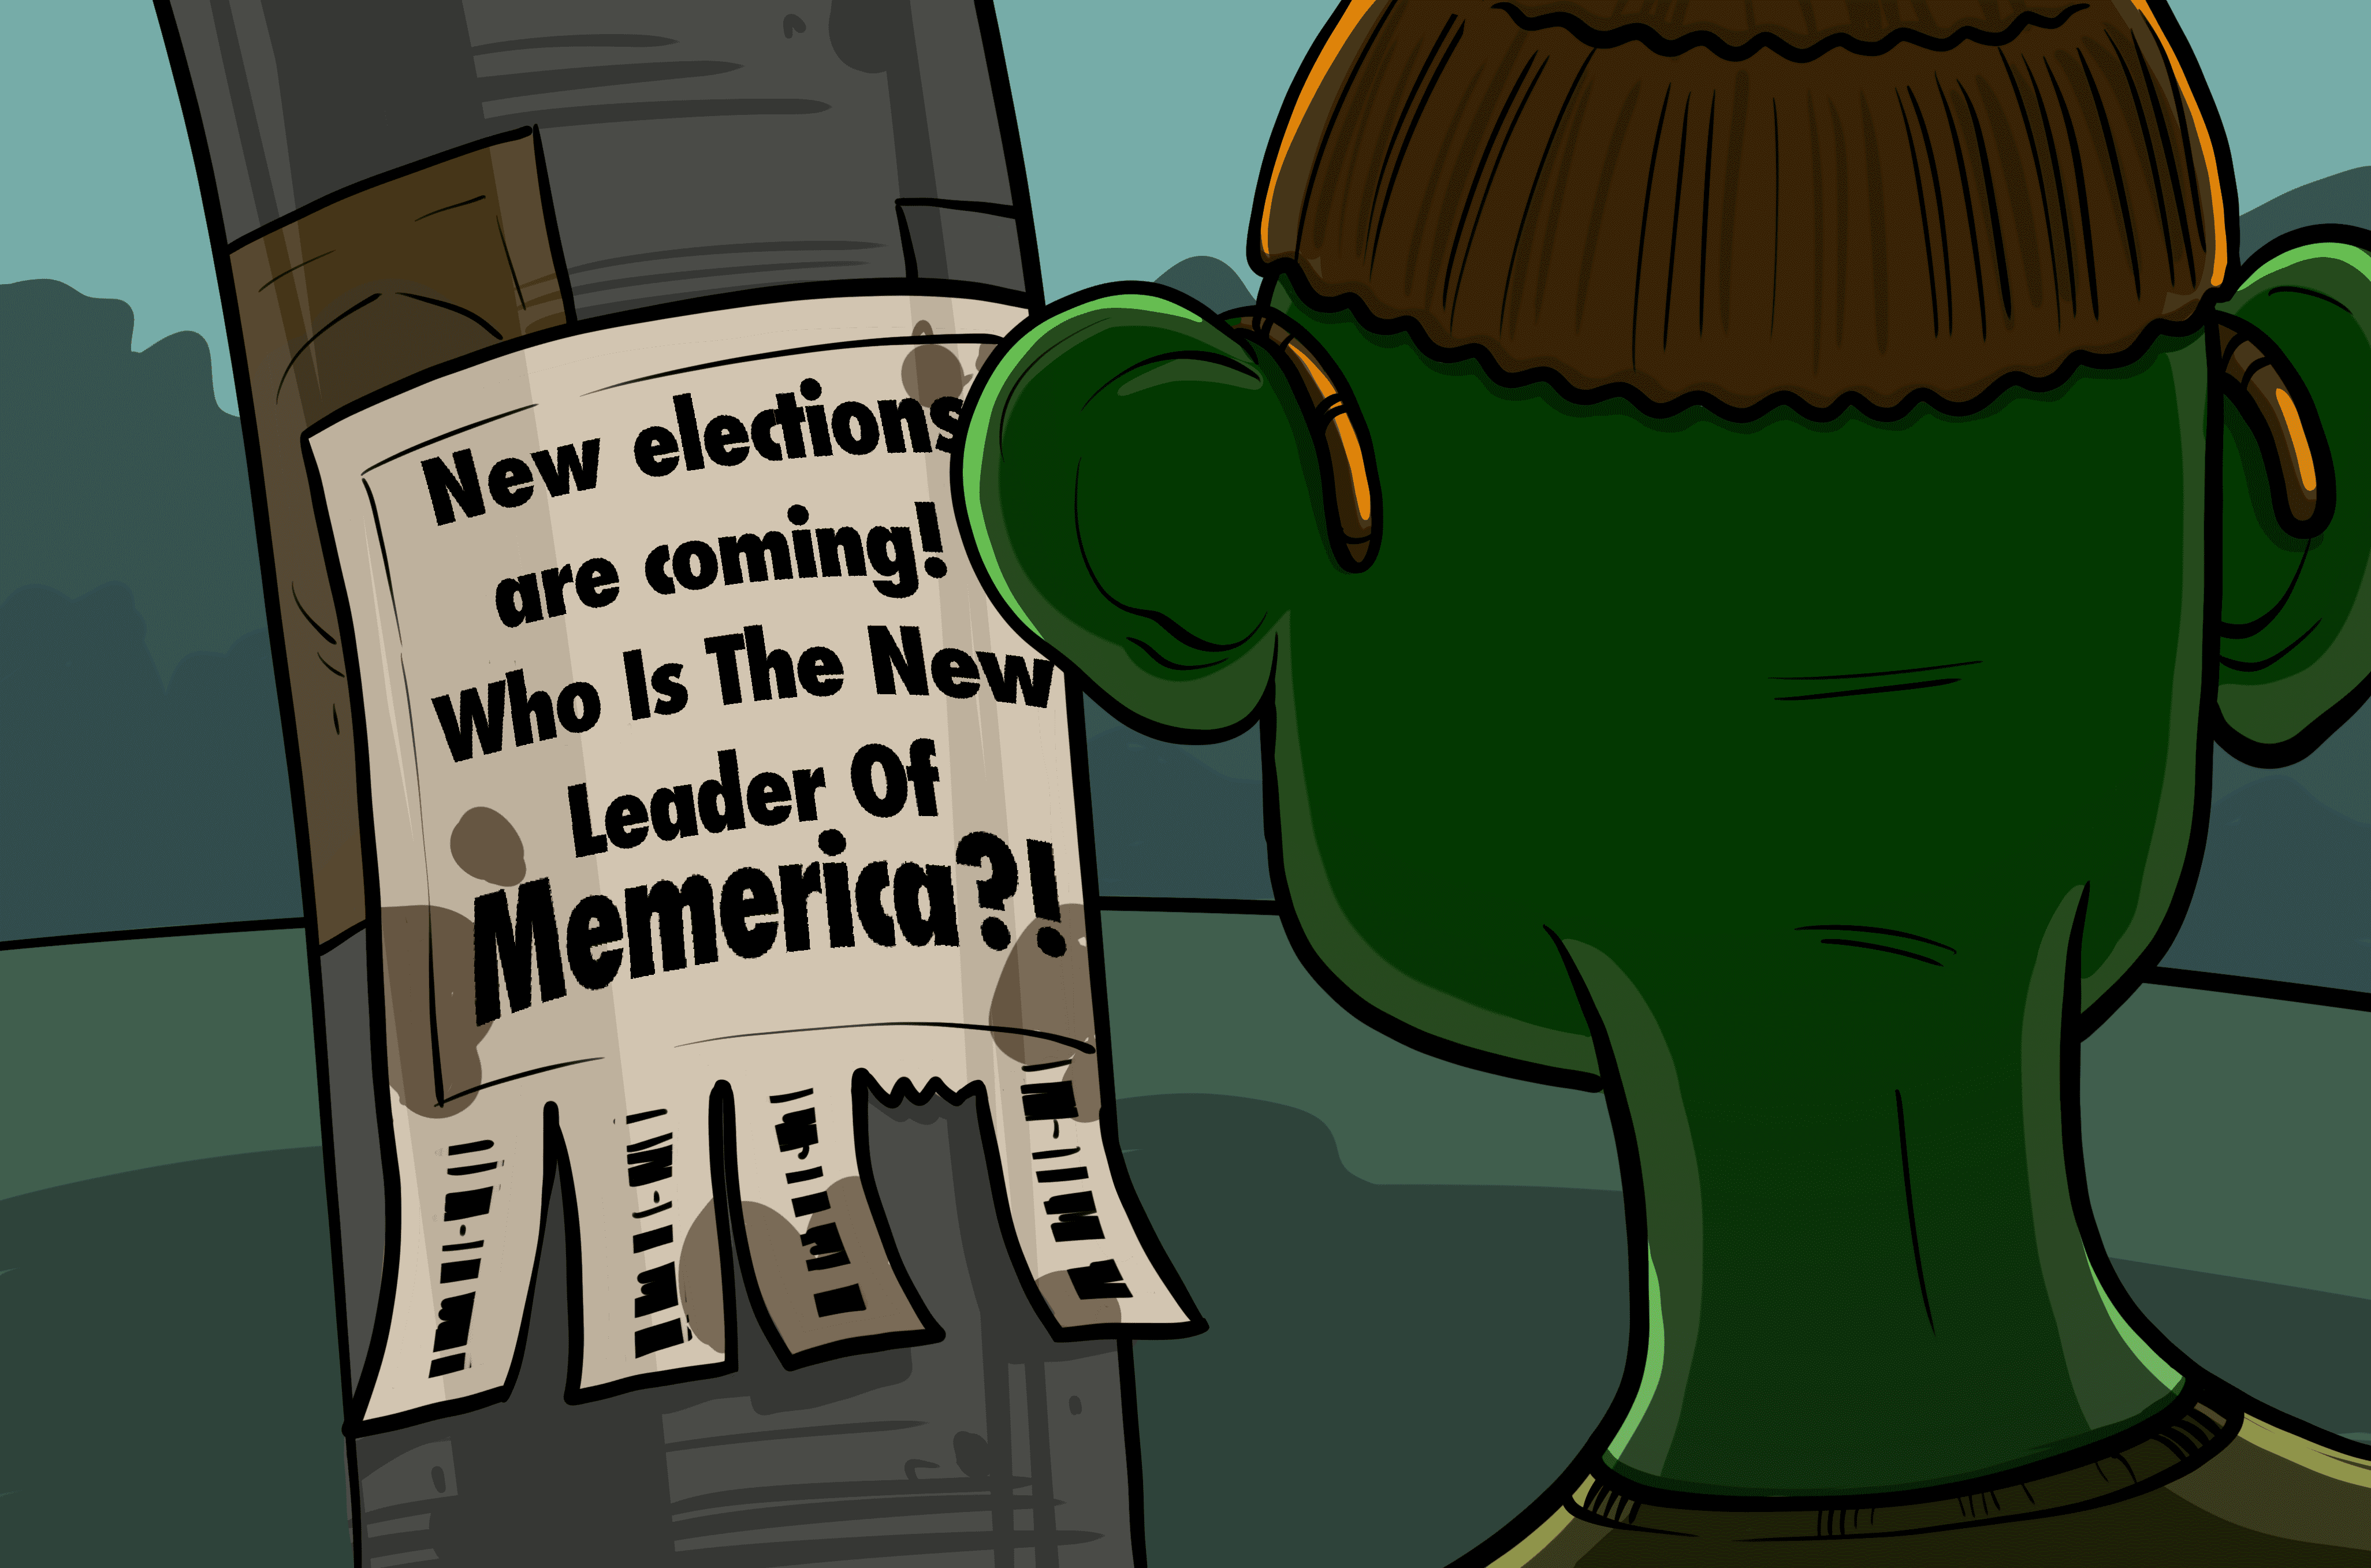 New elections
are coming!
Who Is The New
Leader Of
Memerica?!